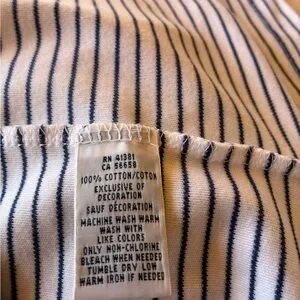 RN 41381
CA 56658
100% COTTON/COTON
EXCLUSIVE OF
DECORATION
SAUF DÉCORATION
MACHINE WASH WARM
WASH WITH
LIKE COLORS
ONLY NON-CHLORINE
BLEACH WHEN NEEDED
TUMBLE DRY LOW
WARM IRON IF NEEDED